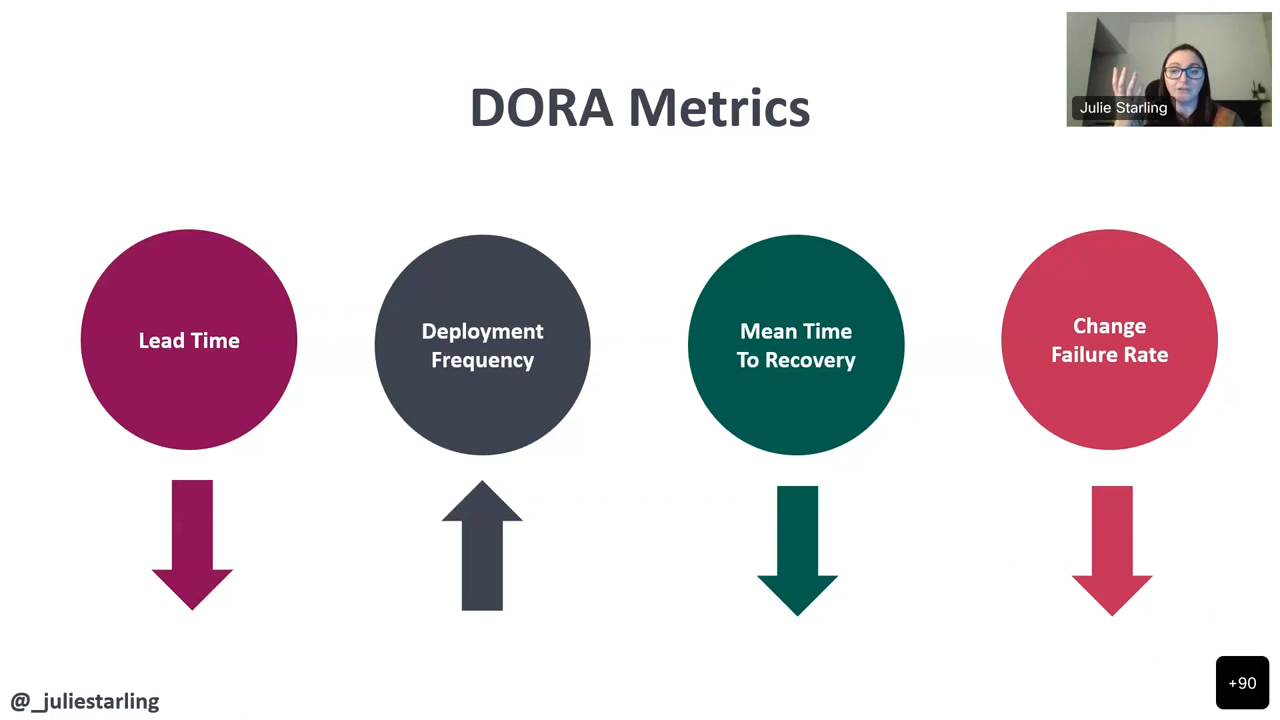 DORA Metrics
Julie Starling
Lead Time
Deployment
Frequency
Mean Time
To Recovery
Change
Failure Rate
@_juliestarling
+90